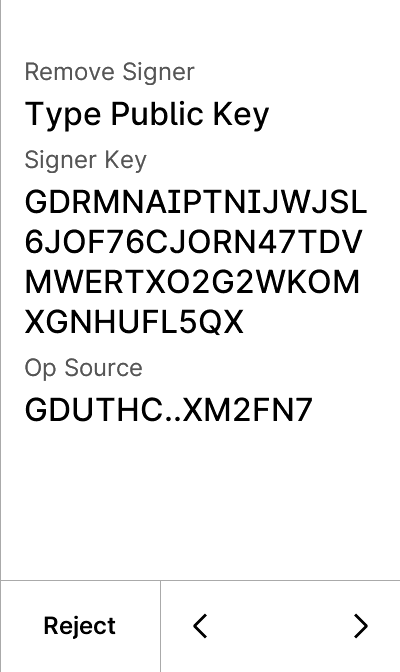 Remove Signer
Type Public Key
Signer Key
GDRMNAIPTNIJWJSL
6JOF76CJORN47TDV
MWERTXO2G2WKOM
XGNHUFL5QX
Op Source
GDUTHC..XM2FN7
Reject